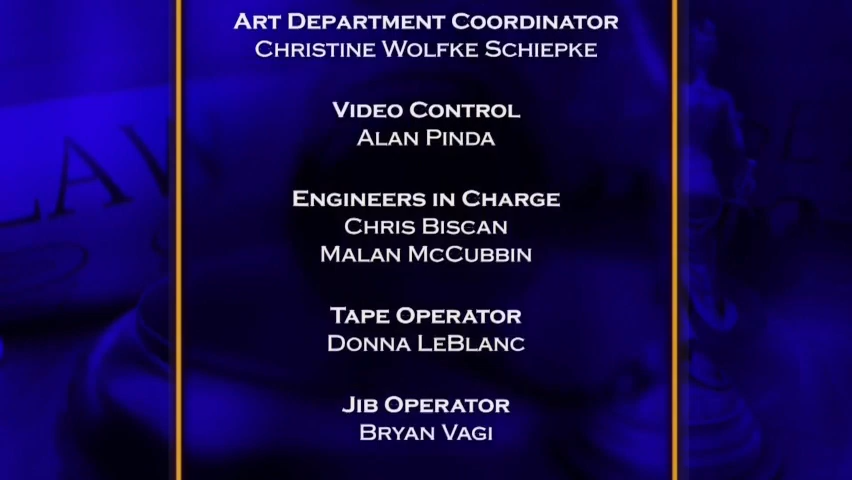 ART DEPARTMENT COORDINATOR
CHRISTINE WOLFKE SCHIEPKE
VIDEO CONTROL
ALAN PINDA
ENGINEERS IN CHARGE
CHRIS BISCAN
MALAN MCCUBBIN
TAPE OPERATOR
DONNA LEBLANC
JIB OPERATOR
BRYAN VAGI
LAW